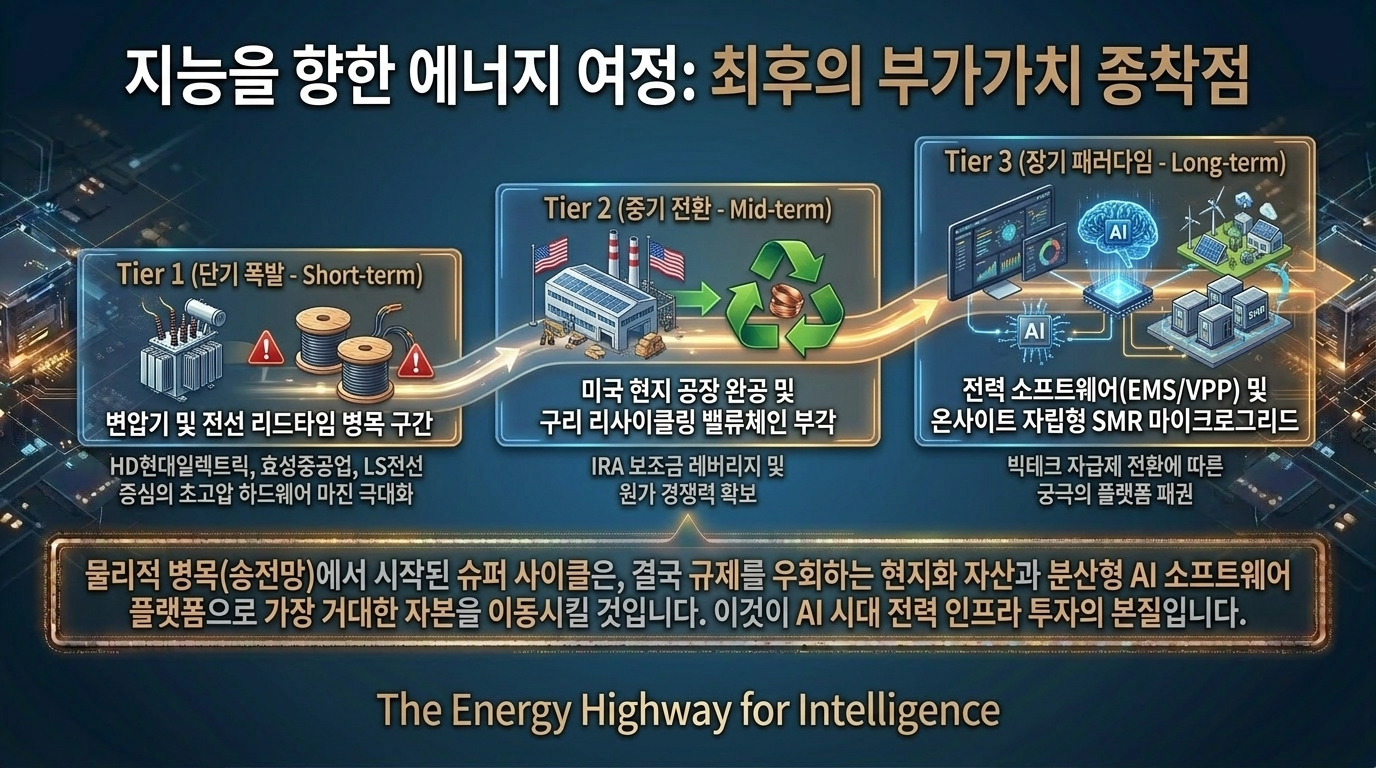 지능을 향한 에너지 여정: 최후의 부가가치 종착점
Tier 1 (단기 폭발 - Short-term)
변압기 및 전선 리드타임 병목 구간
HD현대일렉트릭, 효성중공업, LS전선
중심의 초고압 하드웨어 마진 극대화
Tier 2 (중기 전환 - Mid-term)
미국 현지 공장 완공 및
구리 리사이클링 밸류체인 부각
IRA 보조금 레버리지 및
원가 경쟁력 확보
Tier 3 (장기 패러다임 - Long-term)
AI
AI
전력 소프트웨어(EMS/VPP) 및
온사이트 자립형 SMR 마이크로그리드
빅테크 자급제 전환에 따른
궁극의 플랫폼 패권
물리적 병목(송전망)에서 시작된 슈퍼 사이클은, 결국 규제를 우회하는 현지화 자산과 분산형 AI 소프트웨어
플랫폼으로 가장 거대한 자본을 이동시킬 것입니다. 이것이 AI 시대 전력 인프라 투자의 본질입니다.
The Energy Highway for Intelligence